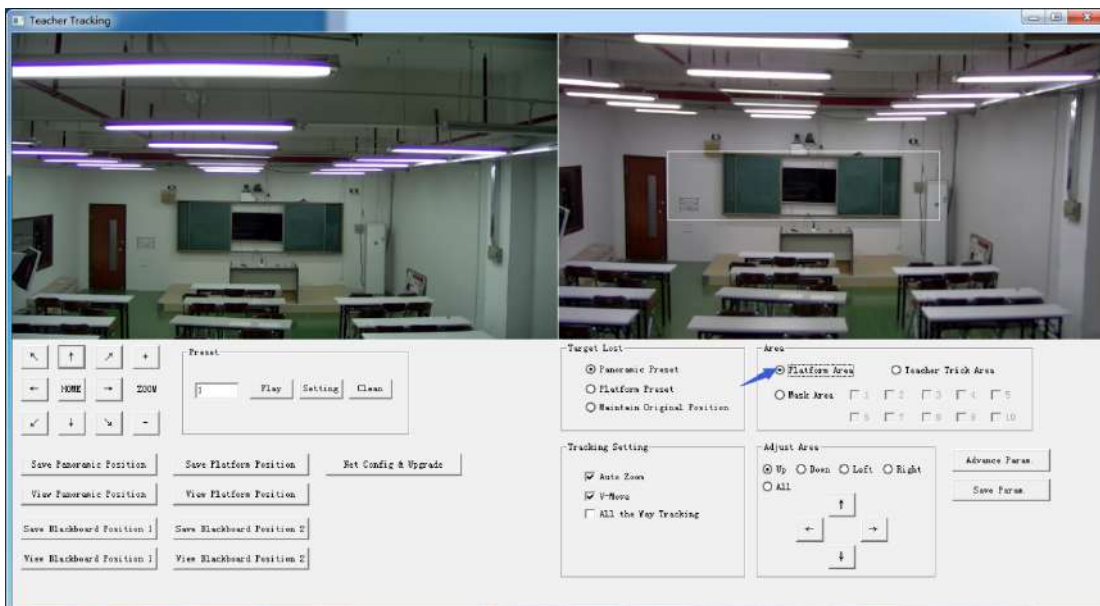 Teacher Tracking
Preset
HOME
ZOOM
+
-
1
Play
Setting
Clean
Save Panoramic Position
Save Platform Position
Net Config & Upgrade
View Panoramic Position
View Platform Position
Save Blackboard Position 1
Save Blackboard Position 2
View Blackboard Position 1
View Blackboard Position 2
Target Lost
Panoramic Preset
Platform Preset
Maintain Original Position
Area
Platform Area
Teacher Trick Area
Mask Area
1 2 3 4 5
6 7 8 9 10
Tracking Setting
Auto Zoom
V-Move
All the Way Tracking
Adjust Area
Up Down Left Right
All
Advance Param.
Save Param.